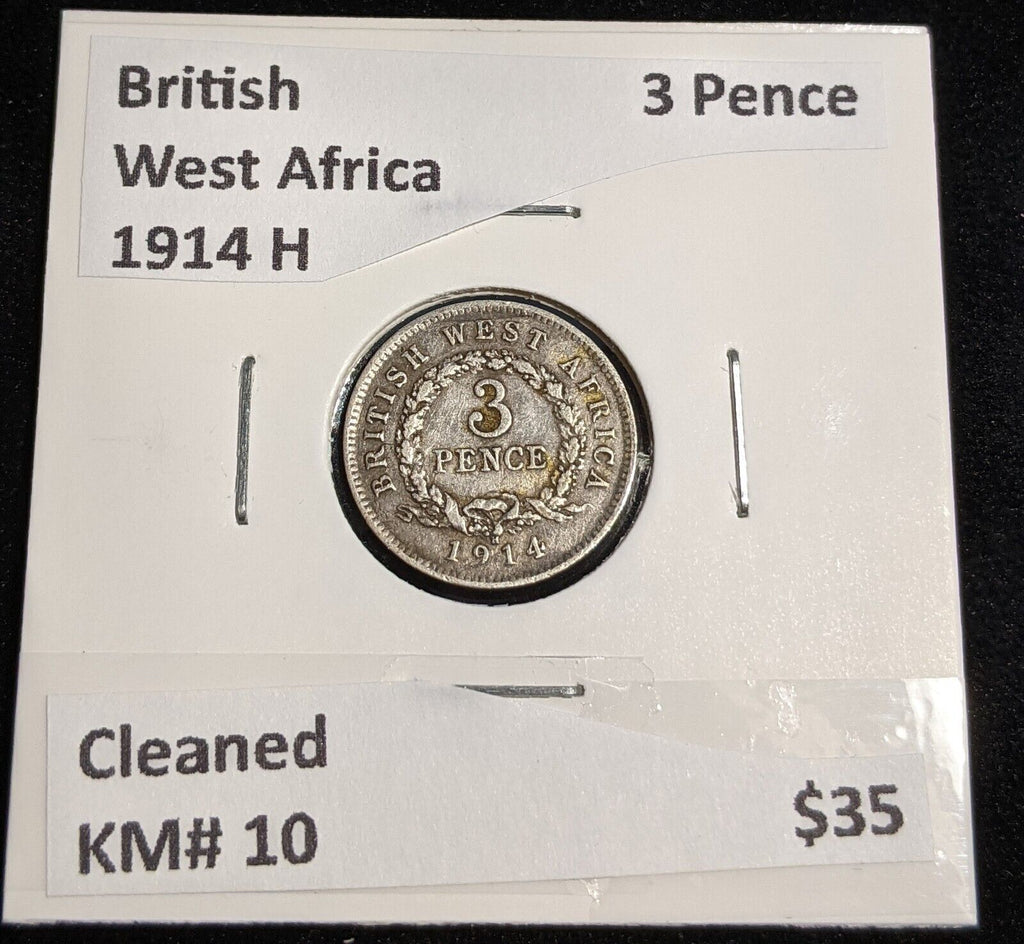 British 3 Pence
West Africa
1914 H
BRITISH WEST AFRICA
3
PENCE
H
1914
Cleaned
KM# 10 $35